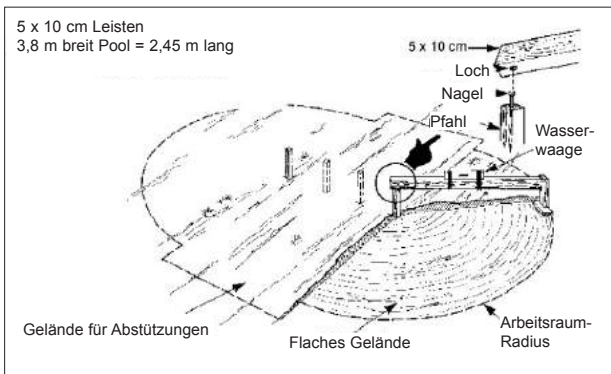 5 x 10 cm Leisten
3,8 m breit Pool = 2,45 m lang
5 x 10 cm
Loch
Nagel
Pfahl
Wasser-
waage
Gelände für Abstützungen
Flaches Gelände
Arbeitsraum-
Radius